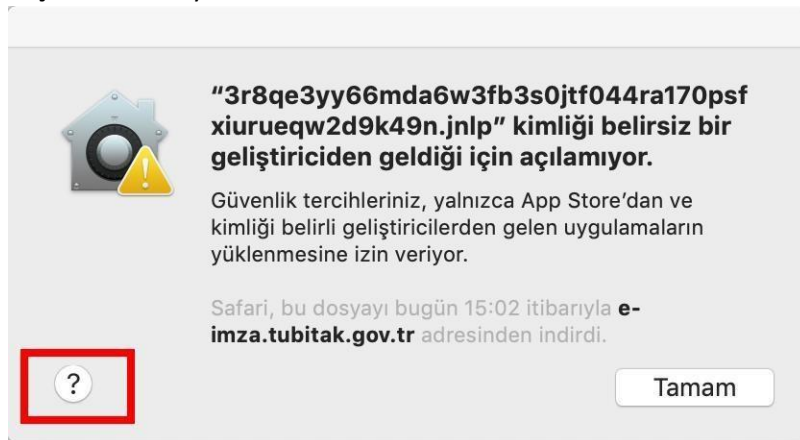 “3r8qe3yy66mda6w3fb3s0jtf044ra170psf
xiurueqw2d9k49n.jnlp” kimliği belirsiz bir
geliştiriciden geldiği için açılamıyor.
Güvenlik tercihleriniz, yalnızca App Store’dan ve
kimliği belirli geliştiricilerden gelen uygulamaların
yüklenmesine izin veriyor.
Safari, bu dosyayı bugün 15:02 itibarıyla e-
imza.tubitak.gov.tr adresinden indirdi.
?
Tamam